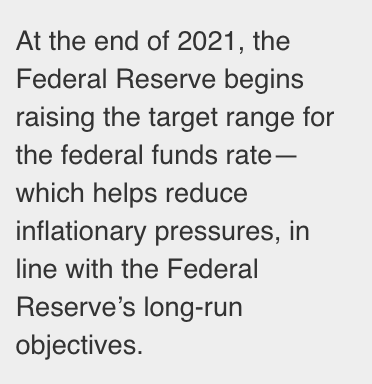 At the end of 2021, the
Federal Reserve begins
raising the target range for
the federal funds rate—
which helps reduce
inflationary pressures, in
line with the Federal
Reserve’s long-run
objectives.